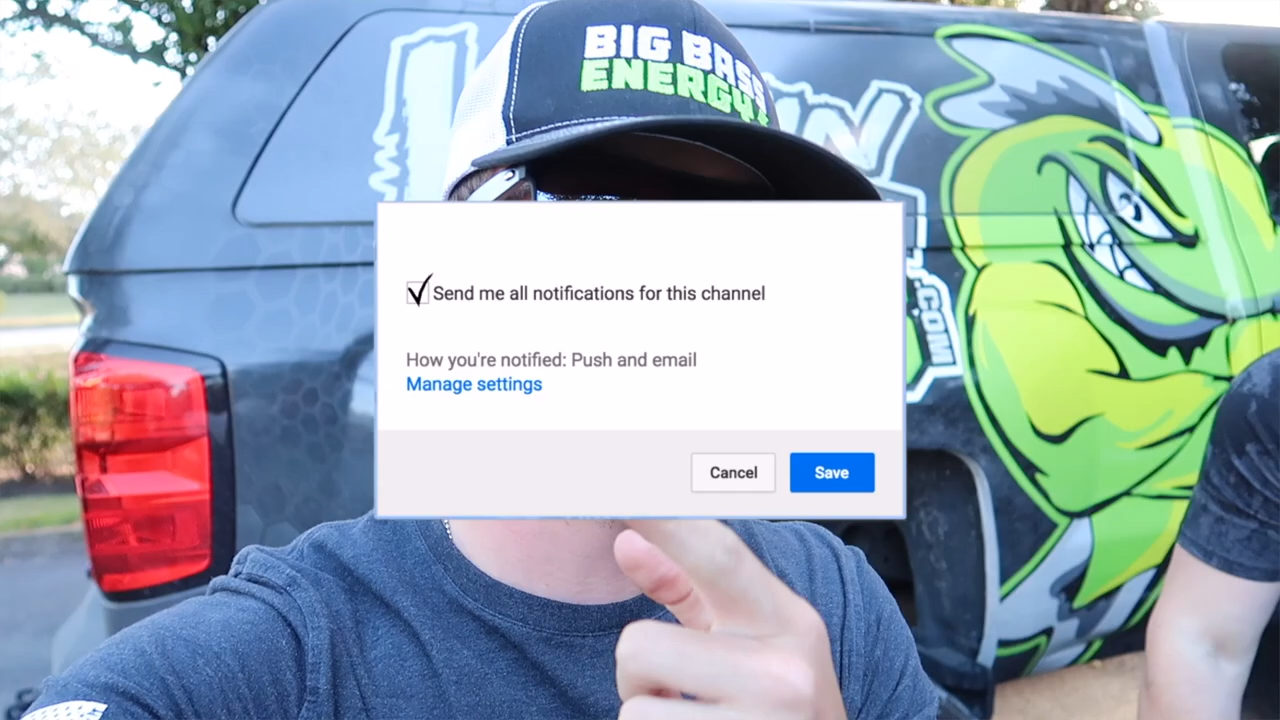 BIG BASS
ENERGY
Send me all notifications for this channel
How you're notified: Push and email
Manage settings
Cancel
Save
.COM